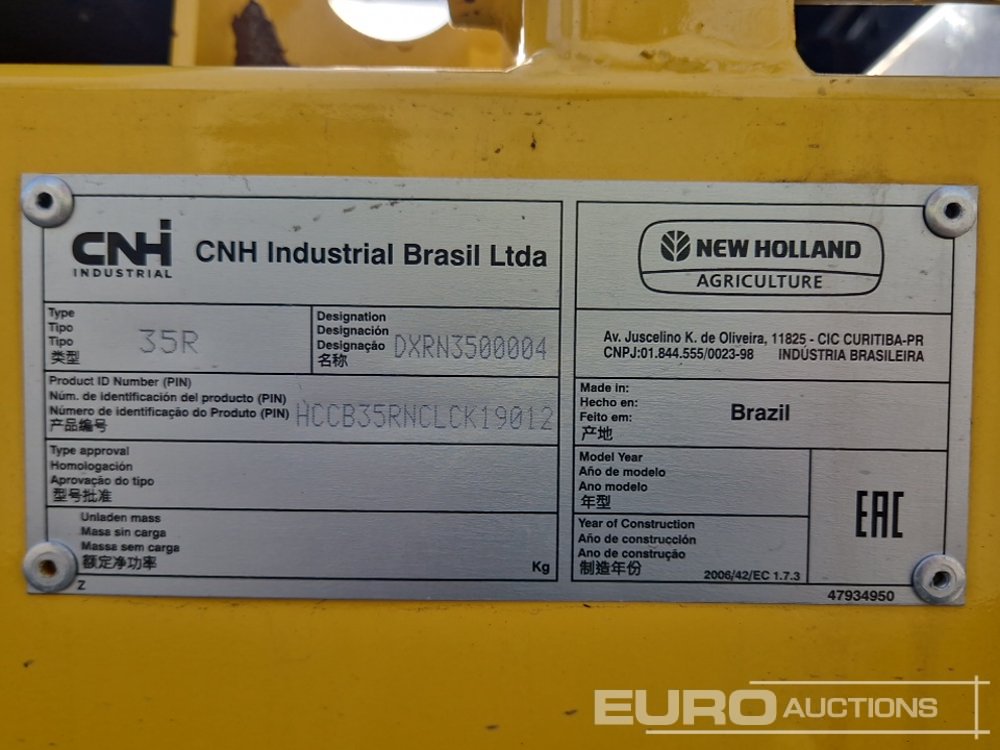 CNH
INDUSTRIAL
CNH Industrial Brasil Ltda
NEW HOLLAND
AGRICULTURE
Type
Tipo
Tipo
类型
35R
Designation
Designación
Designação
名称
DXRN3500004
Av. Juscelino K. de Oliveira, 11825 - CIC CURITIBA-PR
CNPJ:01.844.555/0023-98 INDÚSTRIA BRASILEIRA
Product ID Number (PIN)
Núm. de identificación del producto (PIN)
Número de identificação do Produto (PIN)
产品编号
HCCB35RNCLCK19012
Made in:
Hecho en:
Feito em:
产地
Brazil
Type approval
Homologación
Aprovação do tipo
型号批准
Model Year
Año de modelo
Ano modelo
年型
EAC
Unladen mass
Masa sin carga
Massa sem carga
额定净功率
Kg
Year of Construction
Año de construcción
Ano de construção
制造年份
2006/42/EC 1.7.3
Z
47934950
EURO AUCTIONS